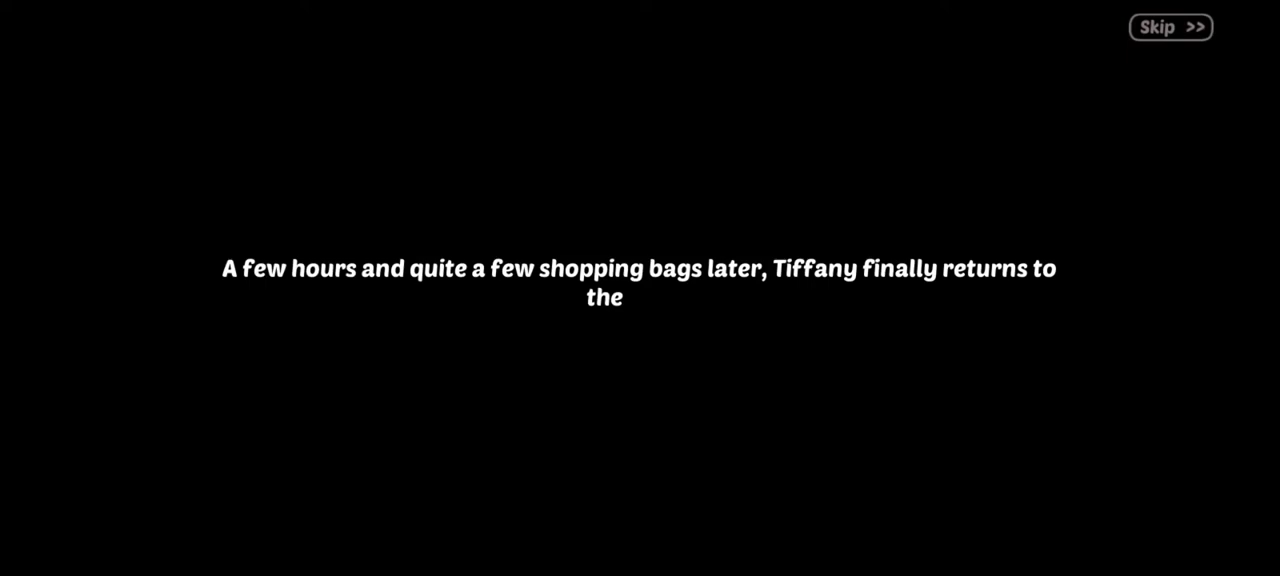 Skip >>
A few hours and quite a few shopping bags later, Tiffany finally returns to
the